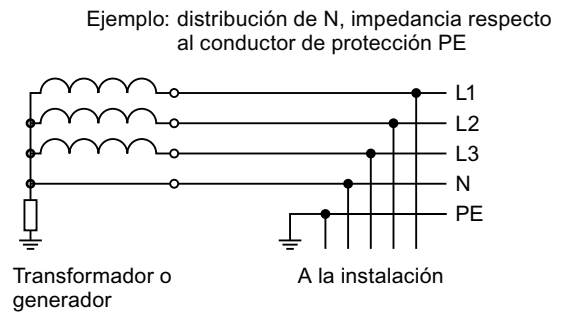 Ejemplo: distribución de N, impedancia respecto
al conductor de protección PE
L1
L2
L3
N
PE
Transformador o
generador
A la instalación